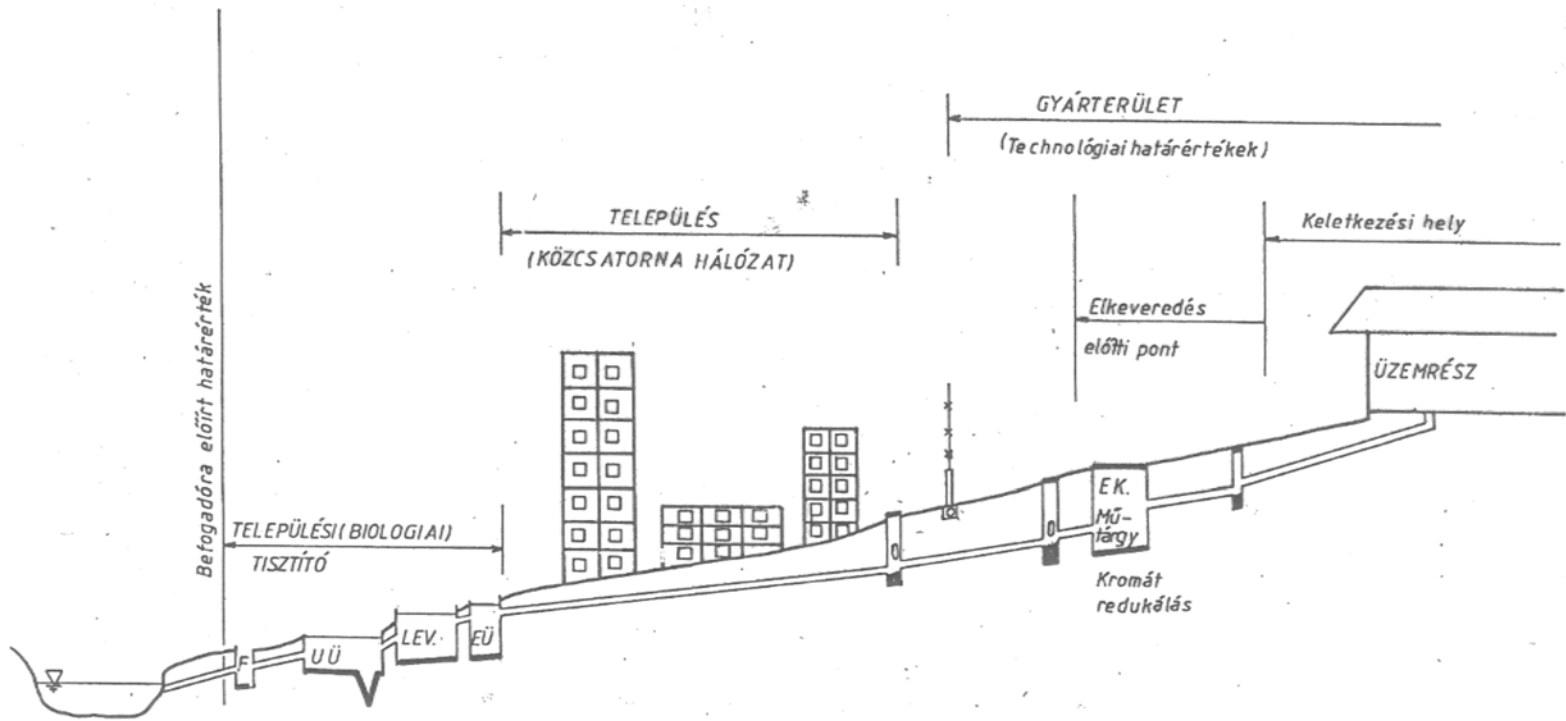 GYÁRTERÜLET
(Technológiai határértékek)
TELEPÜLÉS
(KÖZCSATORNA HÁLÓZAT)
Keletkezési hely
Elkeveredés
előtti pont
Befogadóra előírt határérték
ÜZEMRÉSZ
TELEPÜLÉSI (BIOLOGIAI)
TISZTÍTÓ
EK.
Mű-
tárgy
Kromát
redukálás
F
UÜ
LEV.
EÜ